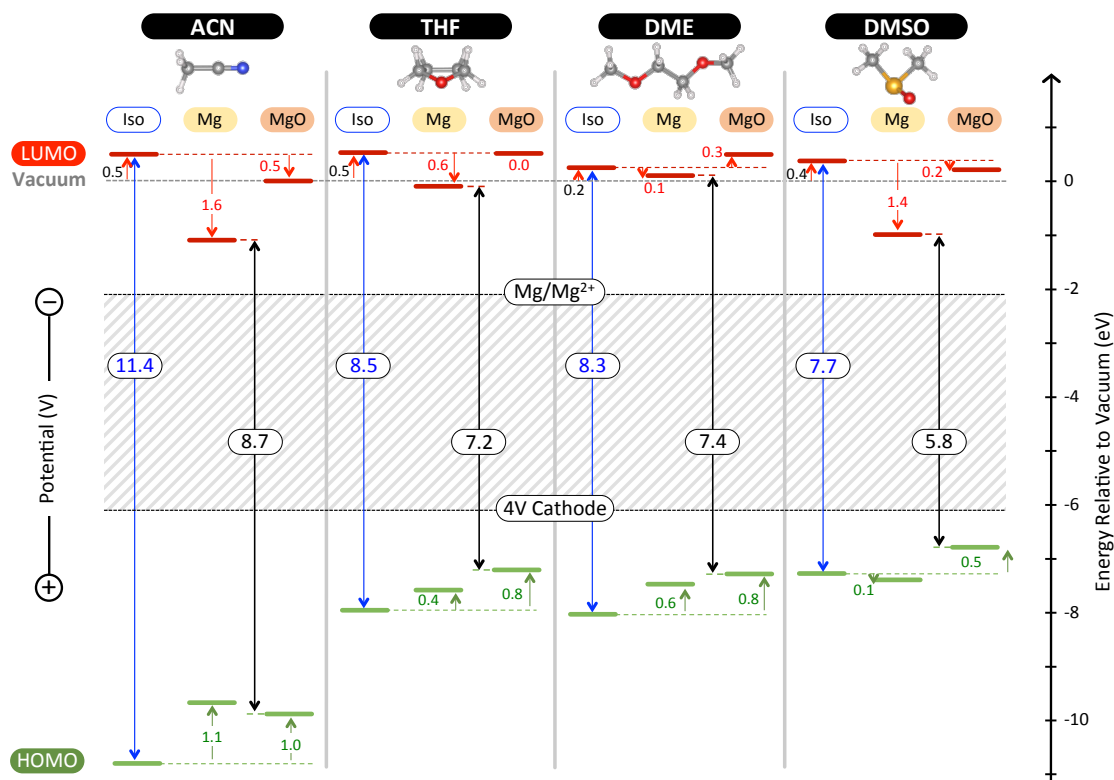 ACN THF DME DMSO
Iso Mg MgO Iso Mg MgO Iso Mg MgO Iso Mg MgO
LUMO
Vacuum
0.5 1.6 0.5
0.5 0.6 0.0
0.2 0.1 0.3
0.4 1.4 0.2
Mg/Mg²⁺
11.4 8.5 8.3 7.7
8.7 7.2 7.4 5.8
4V Cathode
0.4 0.8
0.6 0.8
0.1 0.5
1.1 1.0
HOMO
−
Potential (V)
+
0
-2
-4
-6
-8
-10
Energy Relative to Vacuum (eV)